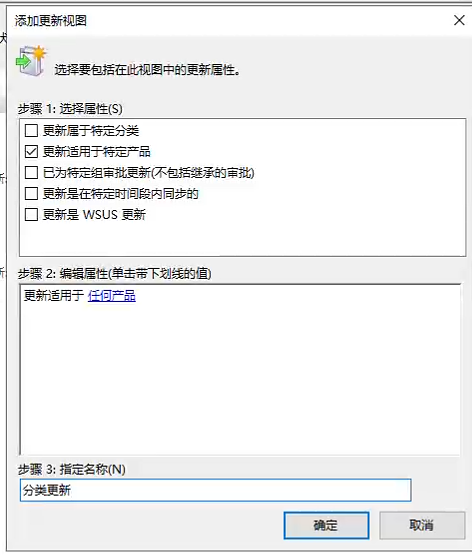 添加更新视图
选择要包括在此视图中的更新属性。
步骤 1: 选择属性(S)
更新属于特定分类
更新适用于特定产品
已为特定组审批更新(不包括继承的审批)
更新是在特定时间段内同步的
更新是 WSUS 更新
步骤 2: 编辑属性(单击带下划线的值)
更新适用于 任何产品
步骤 3: 指定名称(N)
分类更新
确定
取消